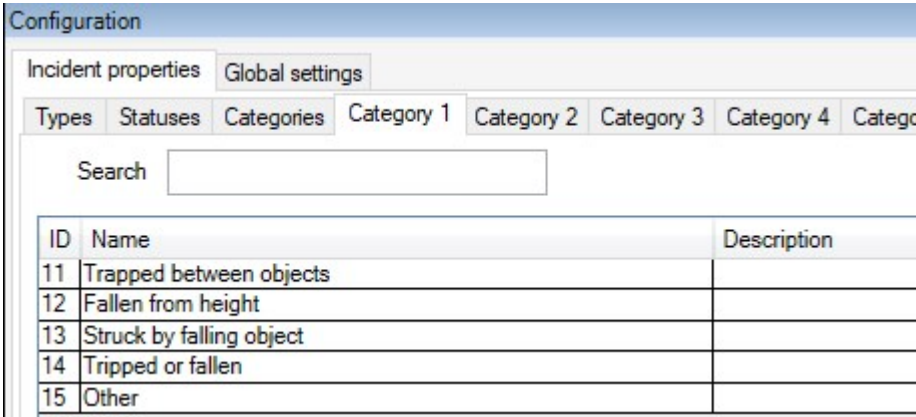 Configuration
Incident properties Global settings
Types Statuses Categories Category 1 Category 2 Category 3 Category 4
Search
ID Name Description
11 Trapped between objects
12 Fallen from height
13 Struck by falling object
14 Tripped or fallen
15 Other